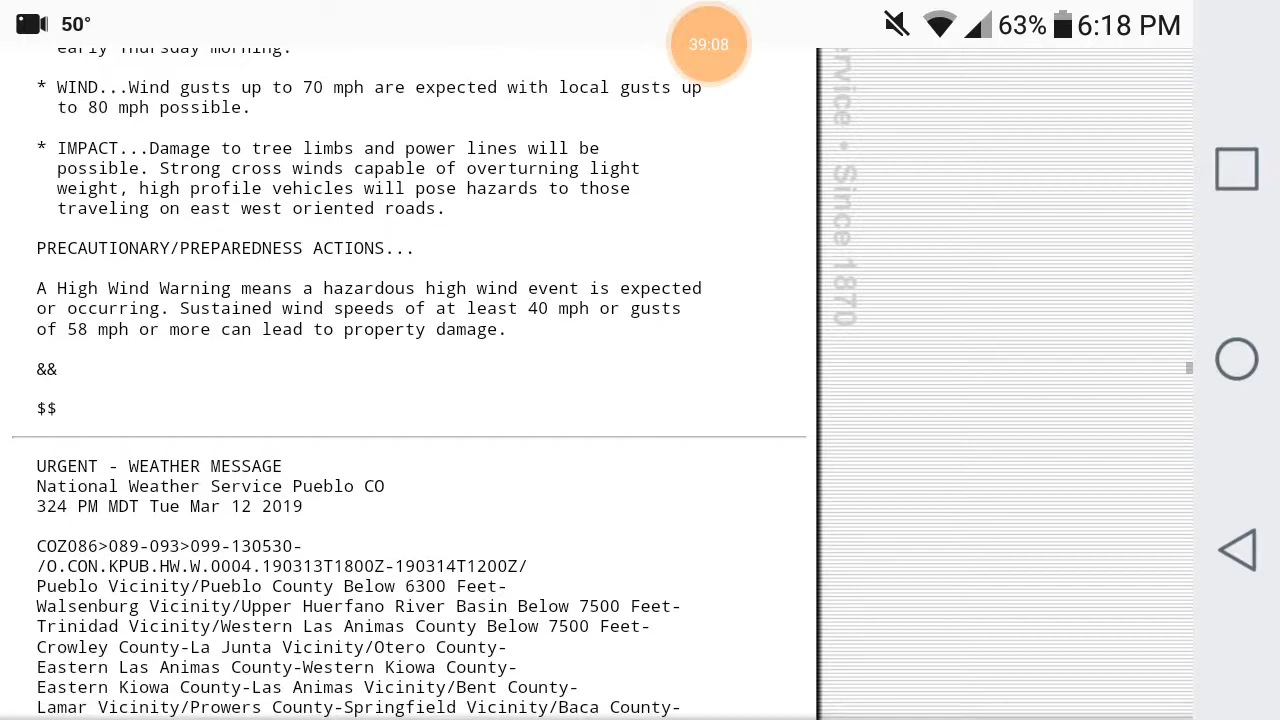 50°
39:08
63%
6:18 PM
early Thursday morning.
* WIND...Wind gusts up to 70 mph are expected with local gusts up
to 80 mph possible.
* IMPACT...Damage to tree limbs and power lines will be
possible. Strong cross winds capable of overturning light
weight, high profile vehicles will pose hazards to those
traveling on east west oriented roads.
PRECAUTIONARY/PREPAREDNESS ACTIONS...
A High Wind Warning means a hazardous high wind event is expected
or occurring. Sustained wind speeds of at least 40 mph or gusts
of 58 mph or more can lead to property damage.
&&
$$
URGENT - WEATHER MESSAGE
National Weather Service Pueblo CO
324 PM MDT Tue Mar 12 2019
COZ086>089-093>099-130530-
/O.CON.KPUB.HW.W.0004.190313T1800Z-190314T1200Z/
Pueblo Vicinity/Pueblo County Below 6300 Feet-
Walsenburg Vicinity/Upper Huerfano River Basin Below 7500 Feet-
Trinidad Vicinity/Western Las Animas County Below 7500 Feet-
Crowley County-La Junta Vicinity/Otero County-
Eastern Las Animas County-Western Kiowa County-
Eastern Kiowa County-Las Animas Vicinity/Bent County-
Lamar Vicinity/Prowers County-Springfield Vicinity/Baca County-
• Since 1870